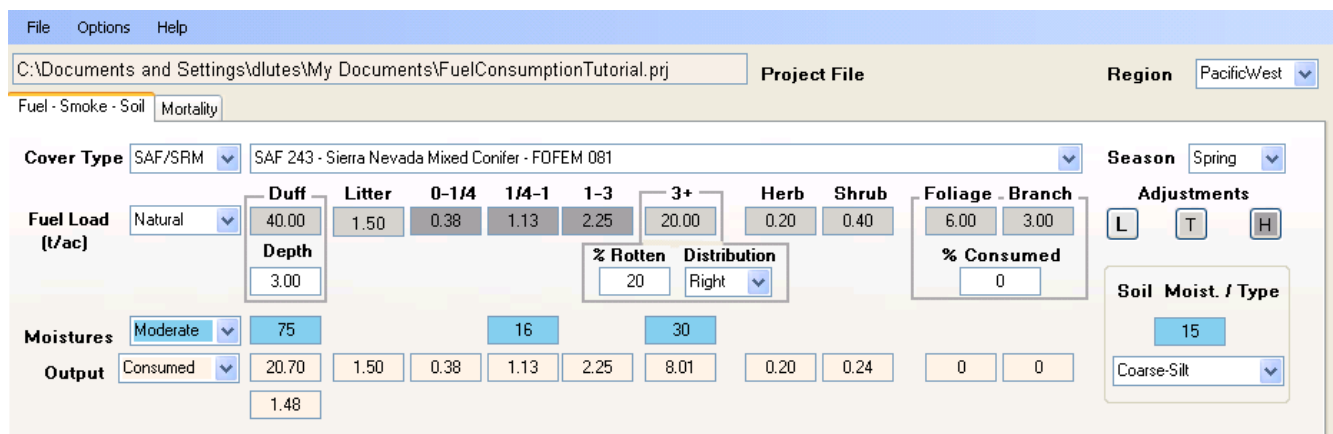 File Options Help
C:\Documents and Settings\dlutes\My Documents\FuelConsumptionTutorial.prj Project File Region PacificWest
Fuel - Smoke - Soil Mortality
Cover Type SAF/SRM SAF 243 - Sierra Nevada Mixed Conifer - FOFEM 081 Season Spring
Duff Litter 0-1/4 1/4-1 1-3 3+ Herb Shrub Foliage Branch Adjustments
Fuel Load Natural 40.00 1.50 0.38 1.13 2.25 20.00 0.20 0.40 6.00 3.00 L T H
(t/ac) Depth % Rotten Distribution % Consumed
3.00 20 Right 0 Soil Moist. / Type
Moistures Moderate 75 16 30 15
Output Consumed 20.70 1.50 0.38 1.13 2.25 8.01 0.20 0.24 0 0 Coarse-Silt
1.48